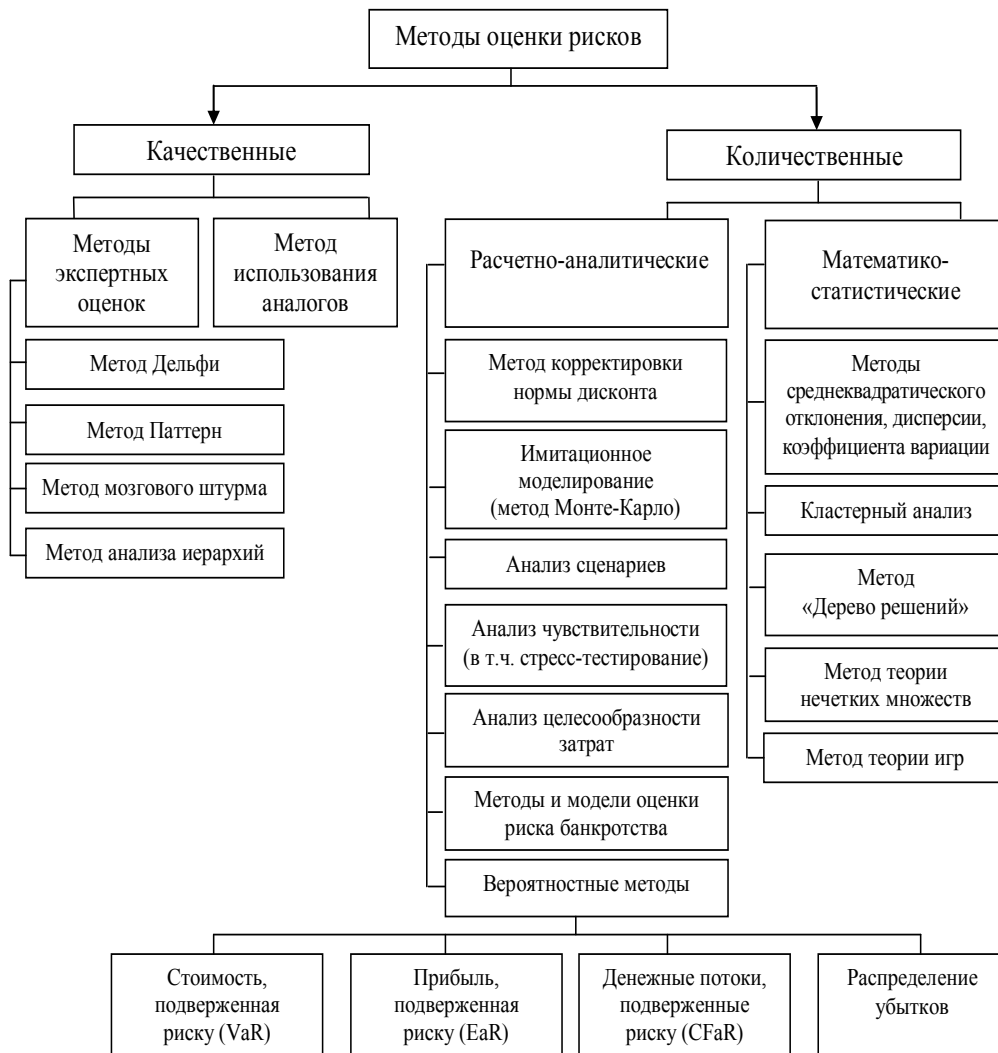 Методы оценки рисков
Качественные
Количественные
Методы
экспертных
оценок
Метод
использования
аналогов
Расчетно-аналитические
Математико-
статистические
Метод Дельфи
Метод Паттерн
Метод мозгового штурма
Метод анализа иерархий
Метод корректировки
нормы дисконта
Имитационное
моделирование
(метод Монте-Карло)
Анализ сценариев
Анализ чувствительности
(в т.ч. стресс-тестирование)
Анализ целесообразности
затрат
Методы и модели оценки
риска банкротства
Вероятностные методы
Методы
среднеквадратического
отклонения, дисперсии,
коэффициента вариации
Кластерный анализ
Метод
«Дерево решений»
Метод теории
нечетких множеств
Метод теории игр
Стоимость,
подверженная
риску (VaR)
Прибыль,
подверженная
риску (EaR)
Денежные потоки,
подверженные
риску (CFaR)
Распределение
убытков